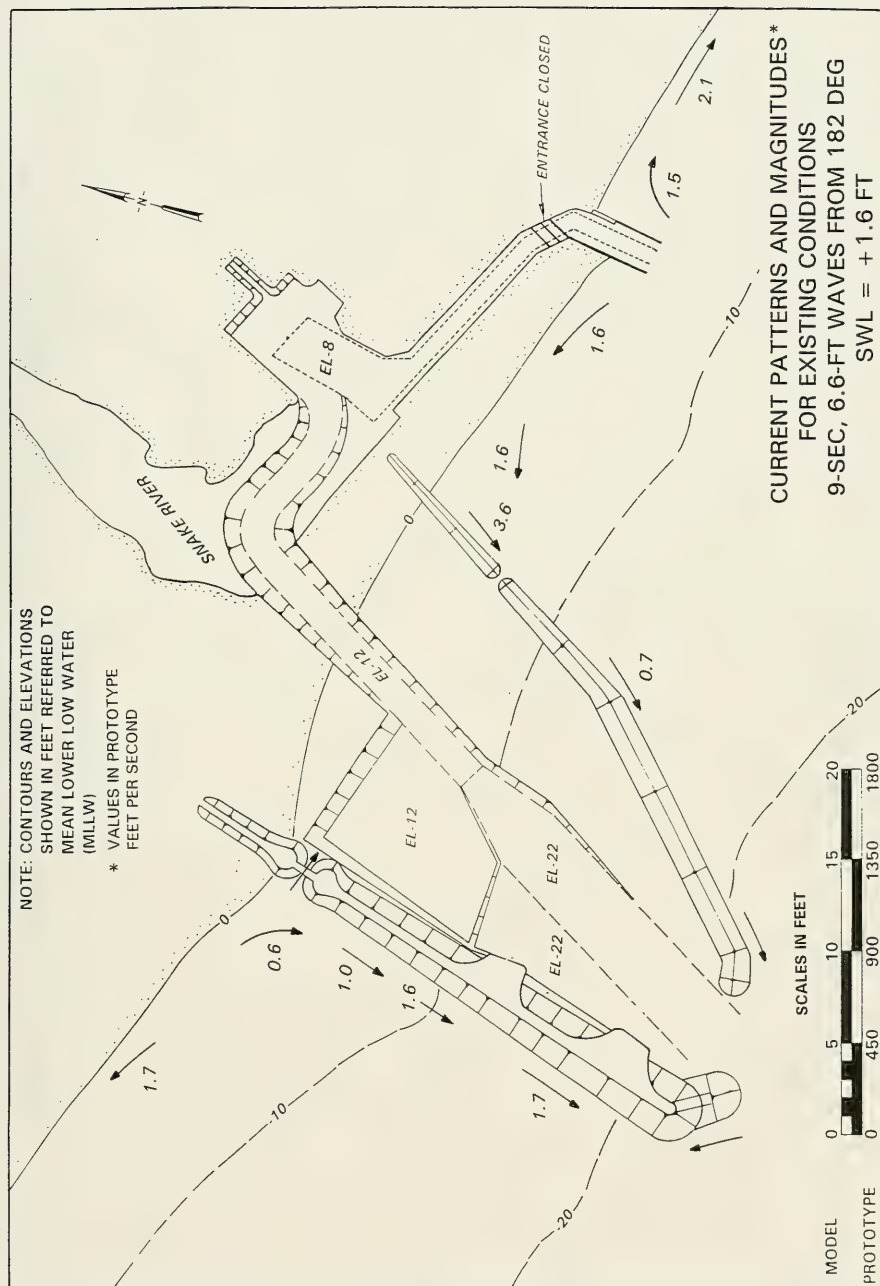 NOTE: CONTOURS AND ELEVATIONS
SHOWN IN FEET REFERRED TO
MEAN LOWER LOW WATER
(MLLW)
* VALUES IN PROTOTYPE
FEET PER SECOND
SNAKE RIVER
-N-
ENTRANCE CLOSED
EL-8
EL-12
EL-12
EL-22
EL-22
0
0
-10
-10
-20
-20
1.7
0.6
1.0
1.6
1.7
0.7
3.6
1.6
1.6
1.5
2.1
SCALES IN FEET
MODEL 0 5 10 15 20
PROTOTYPE 0 450 900 1350 1800
CURRENT PATTERNS AND MAGNITUDES*
FOR EXISTING CONDITIONS
9-SEC, 6.6-FT WAVES FROM 182 DEG
SWL = +1.6 FT